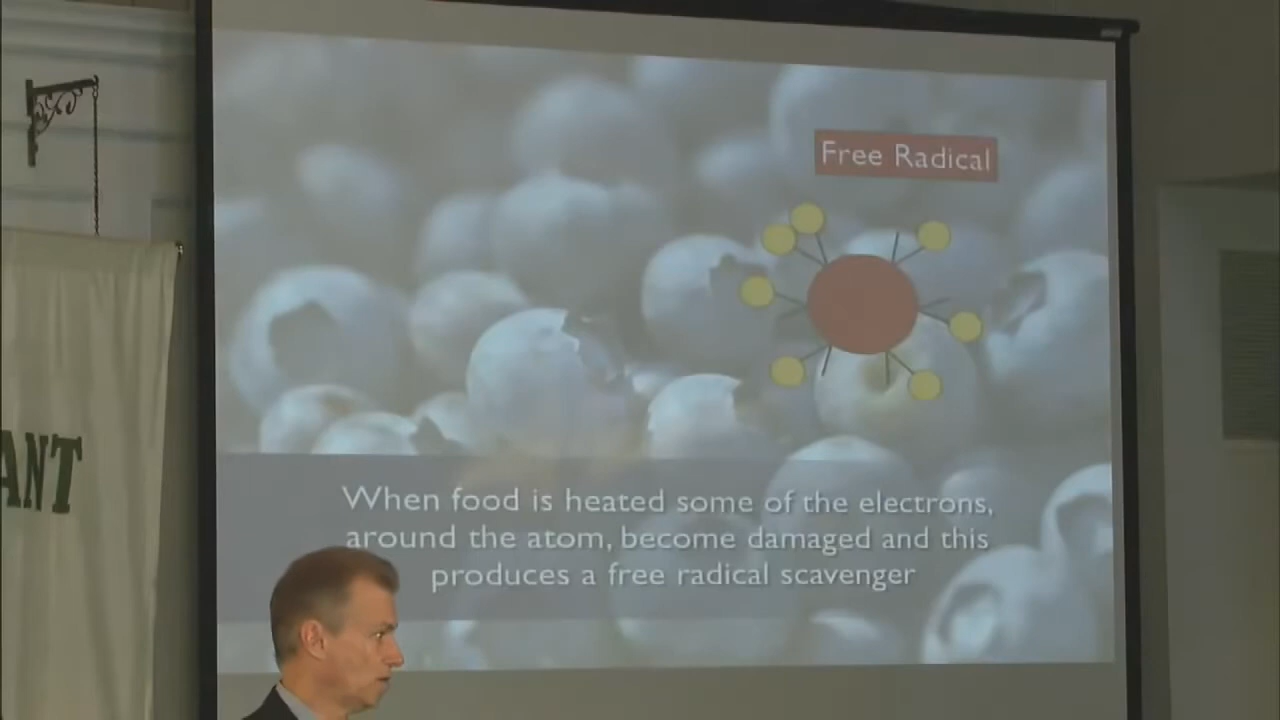 Free Radical
When food is heated some of the electrons,
around the atom, become damaged and this
produces a free radical scavenger
ANT